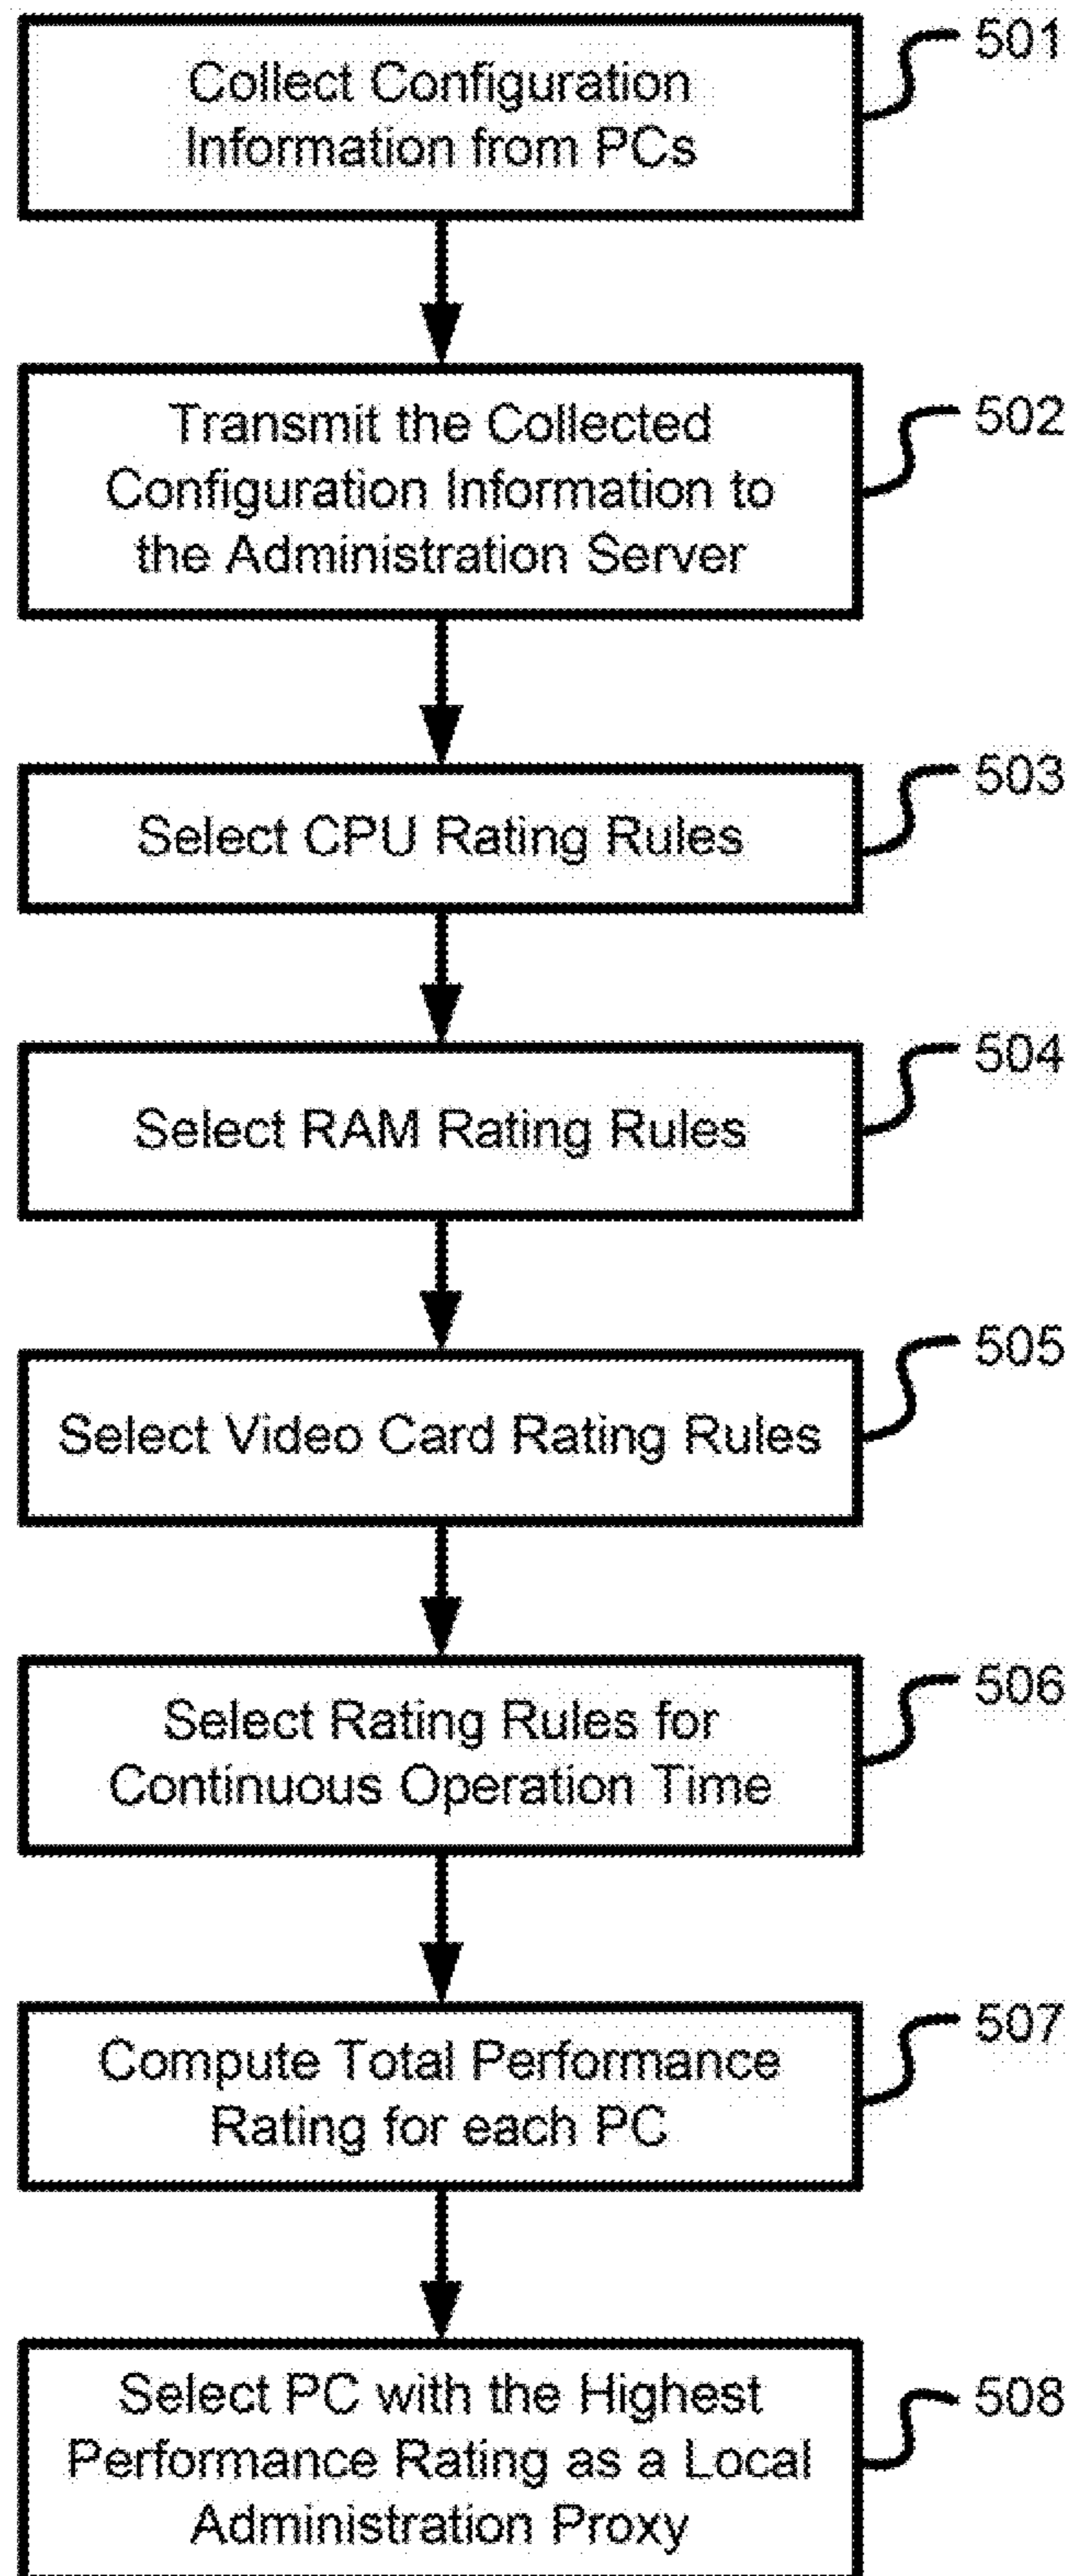 Collect Configuration
Information from PCs
501
Transmit the Collected
Configuration Information to
the Administration Server
502
Select CPU Rating Rules
503
Select RAM Rating Rules
504
Select Video Card Rating Rules
505
Select Rating Rules for
Continuous Operation Time
506
Compute Total Performance
Rating for each PC
507
Select PC with the Highest
Performance Rating as a Local
Administration Proxy
508